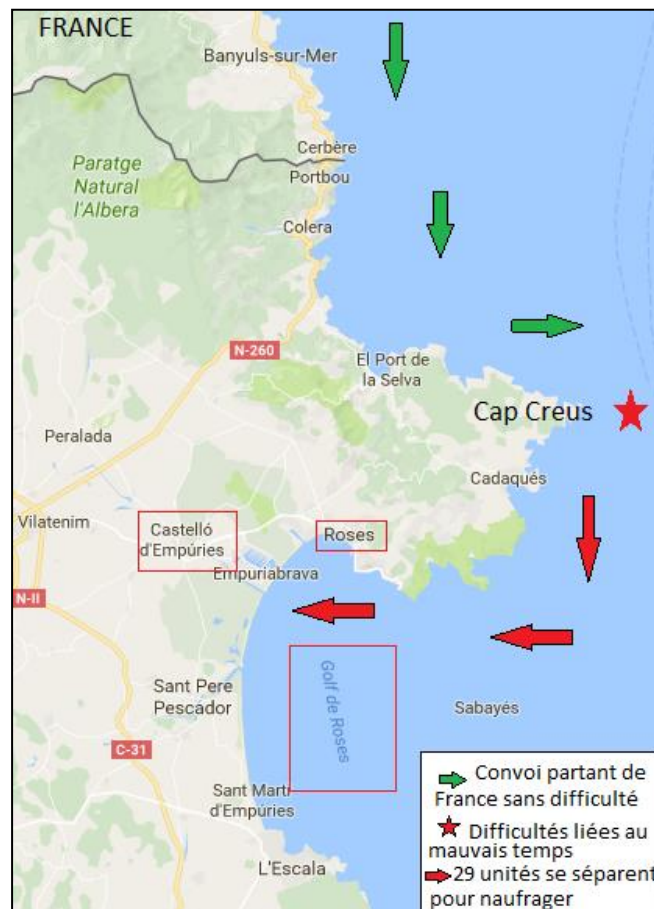 FRANCE
Banyuls-sur-Mer
Cerbère
Portbou
Paratge
Natural
l'Albera
Colera
N-260
El Port de
la Selva
Cap Creus
Peralada
Cadaqués
Vilatenim
Castelló
d'Empúries
Roses
Empuriabrava
N-II
Golf de Roses
Sant Pere
Pescador
Sabayés
C-31
Sant Martí
d'Empúries
L'Escala
Convoi partant de
France sans difficulté
Difficultés liées au
mauvais temps
29 unités se séparent
pour naufrager